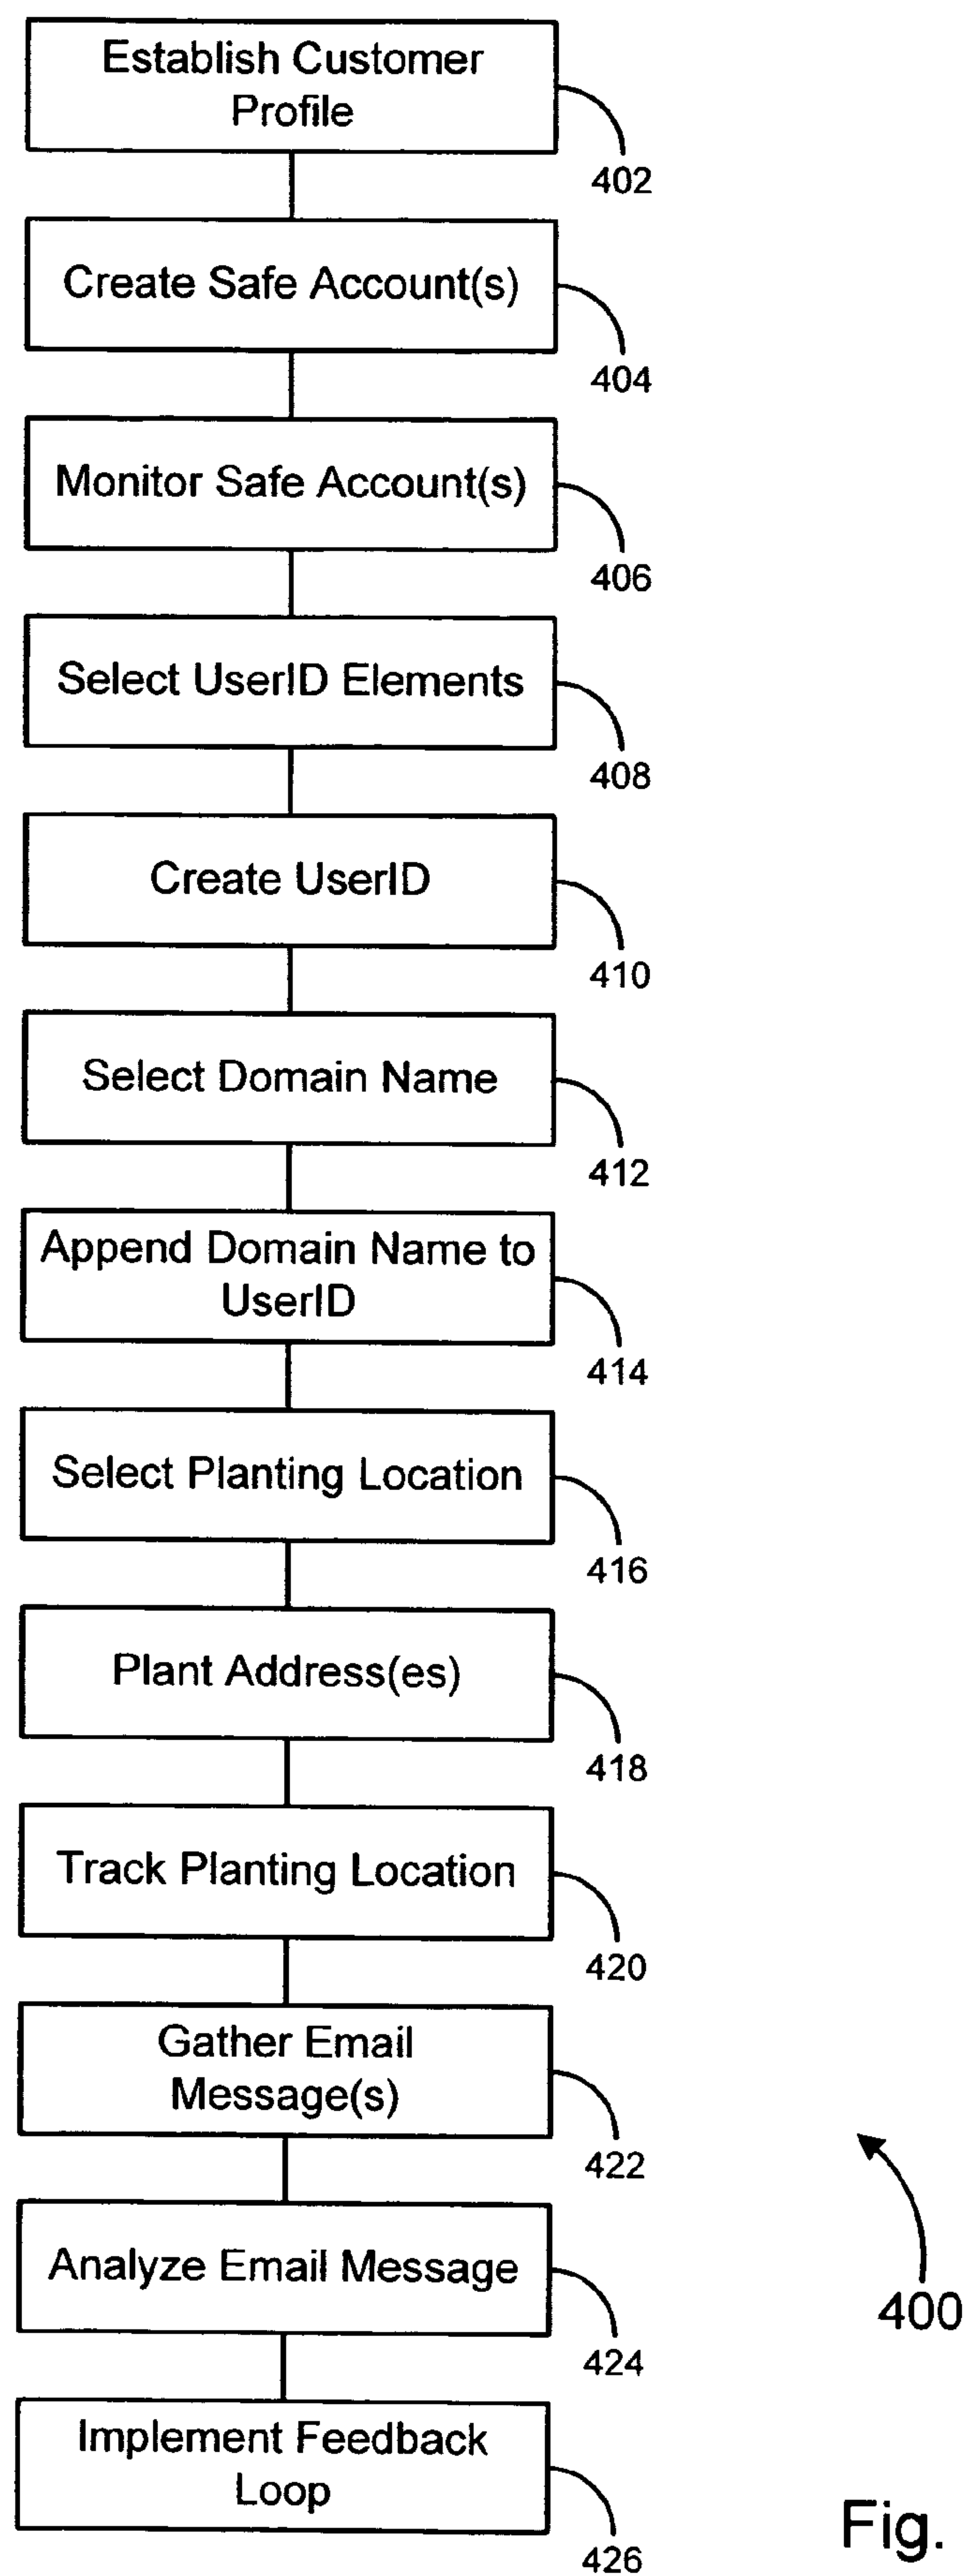 Establish Customer
Profile
402
Create Safe Account(s)
404
Monitor Safe Account(s)
406
Select UserID Elements
408
Create UserID
410
Select Domain Name
412
Append Domain Name to
UserID
414
Select Planting Location
416
Plant Address(es)
418
Track Planting Location
420
Gather Email
Message(s)
422
Analyze Email Message
424
400
Implement Feedback
Loop
426
Fig.